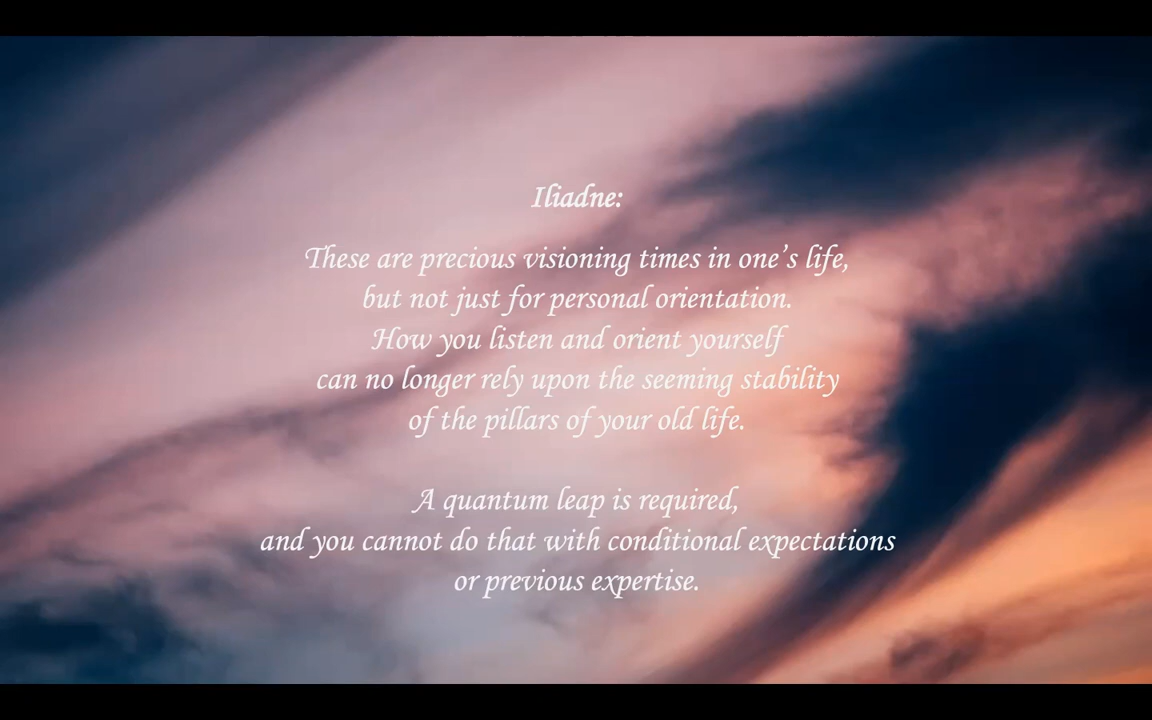 Iliadne:
These are precious visioning times in one’s life,
but not just for personal orientation.
How you listen and orient yourself
can no longer rely upon the seeming stability
of the pillars of your old life.
A quantum leap is required,
and you cannot do that with conditional expectations
or previous expertise.